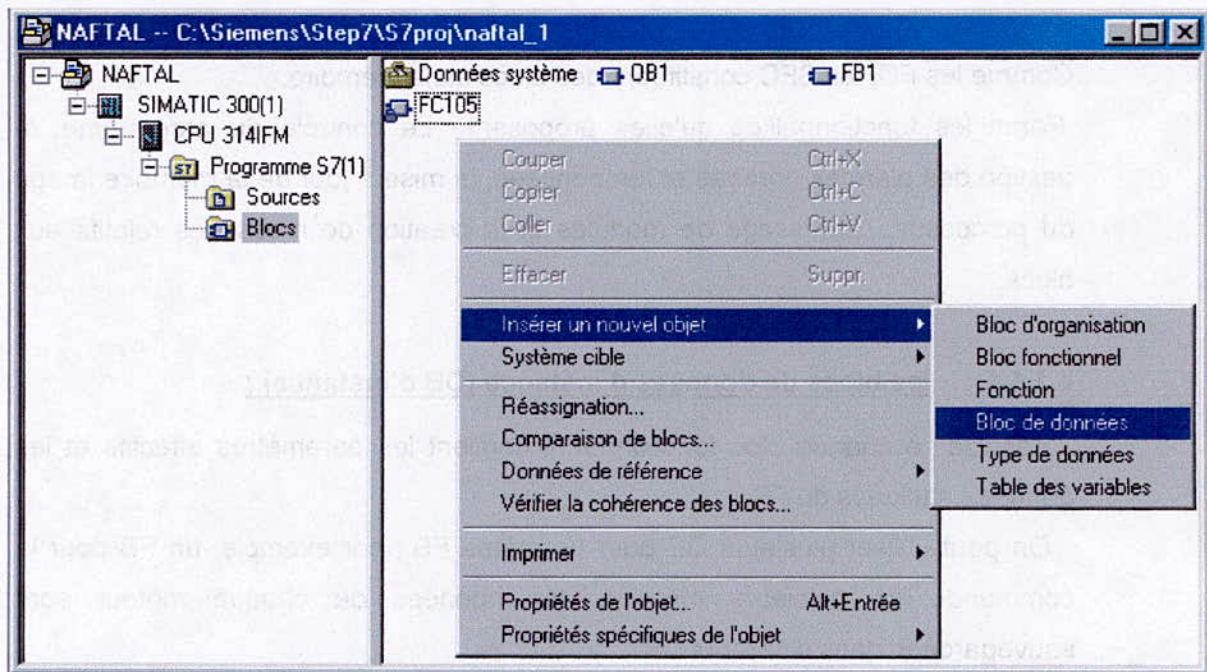 NAFTAL -- C:\Siemens\Step7\S7proj\naftal_1
NAFTAL
SIMATIC 300(1)
CPU 314IFM
Programme S7(1)
Sources
Blocs
Données système
OB1
FB1
FC105
Couper Ctrl+X
Copier Ctrl+C
Coller Ctrl+V
Effacer Suppr.
Insérer un nouvel objet
Système cible
Réassignation...
Comparaison de blocs...
Données de référence
Vérifier la cohérence des blocs...
Imprimer
Propriétés de l'objet... Alt+Entrée
Propriétés spécifiques de l'objet
Bloc d'organisation
Bloc fonctionnel
Fonction
Bloc de données
Type de données
Table des variables